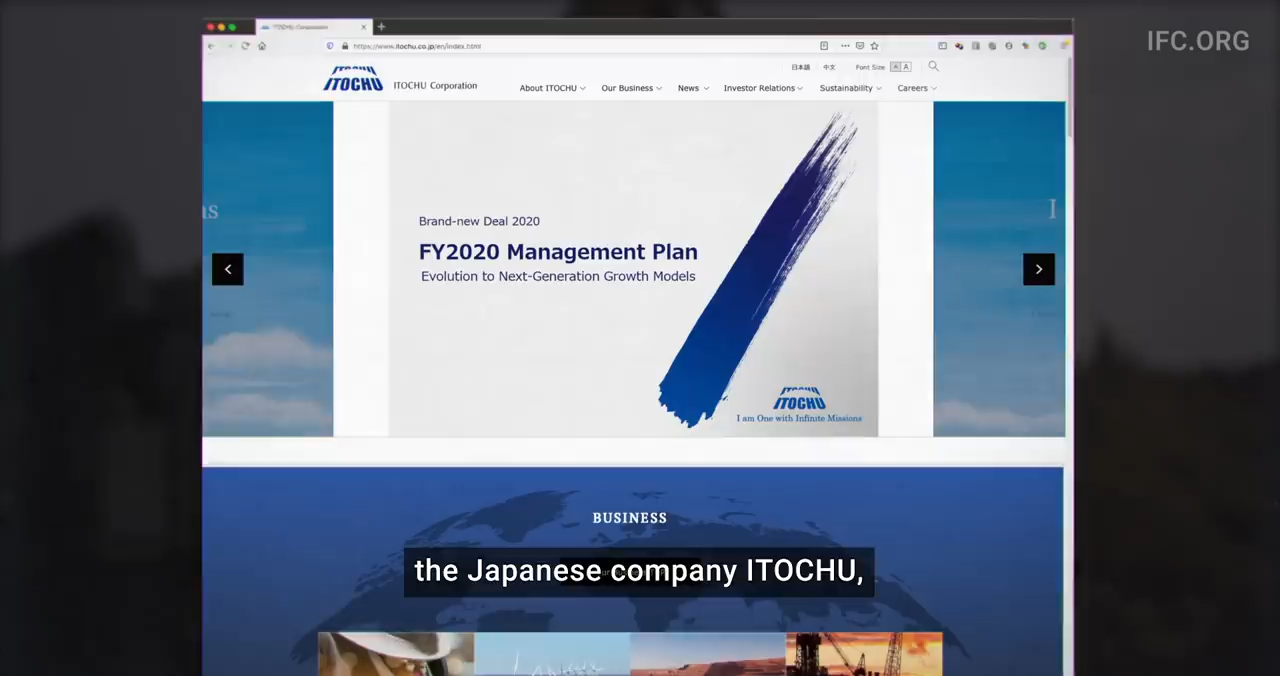 IFC.ORG
ITOCHU Corporation
https://www.itochu.co.jp/en/index.html
日本語 中文 Font Size A A
ITOCHU
ITOCHU Corporation
About ITOCHU Our Business News Investor Relations Sustainability Careers
Brand-new Deal 2020
FY2020 Management Plan
Evolution to Next-Generation Growth Models
ITOCHU
I am One with Infinite Missions
BUSINESS
the Japanese company ITOCHU,